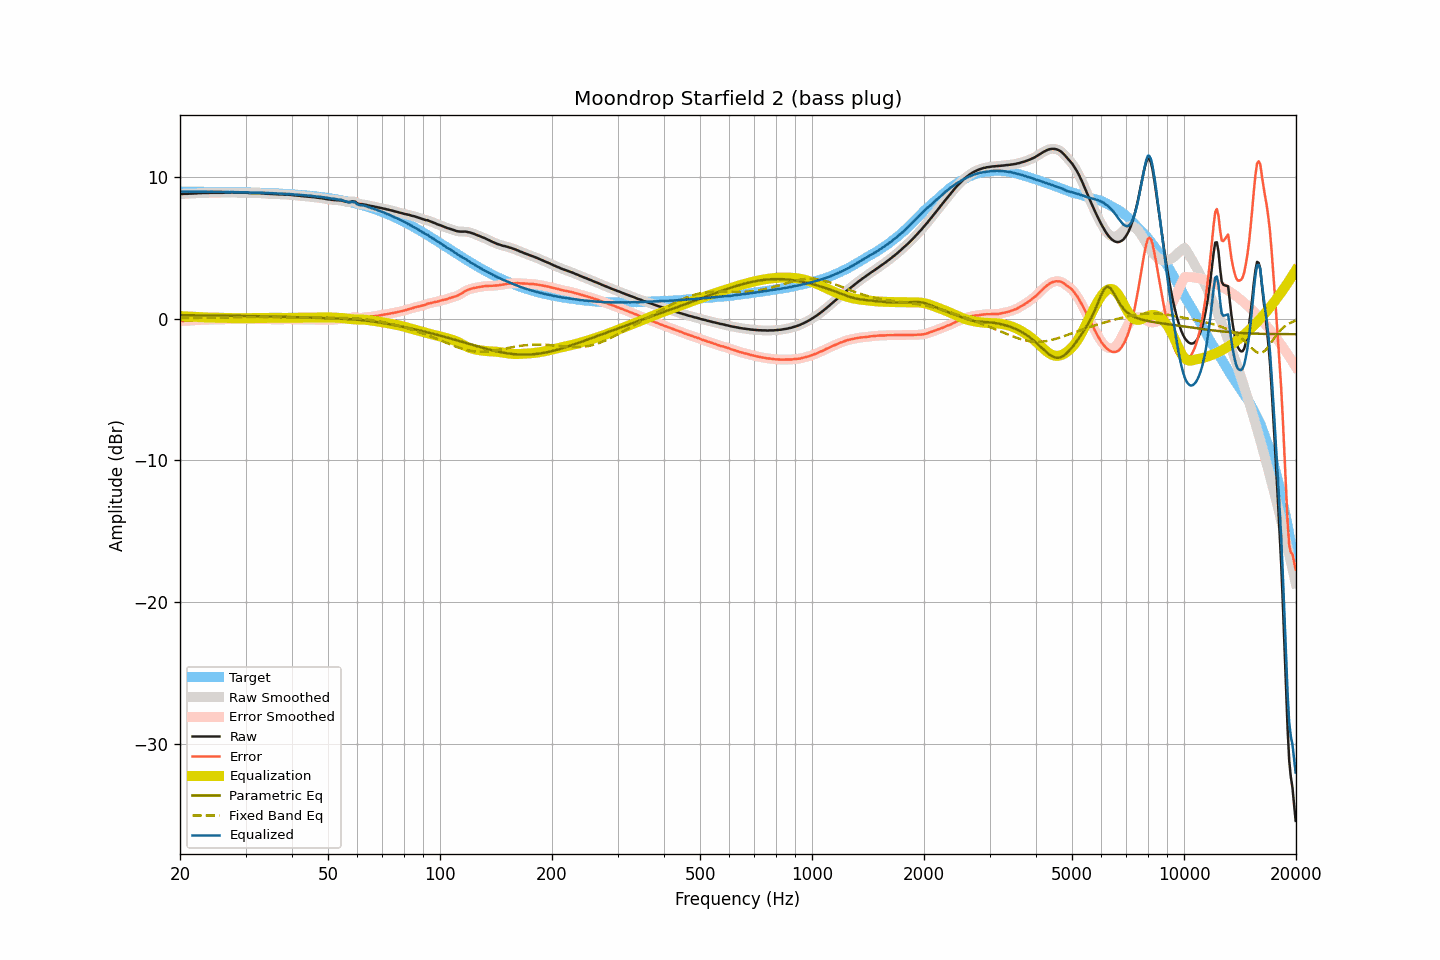 Moondrop Starfield 2 (bass plug)
10
0
−10
−20
−30
Amplitude (dBr)
Target
Raw Smoothed
Error Smoothed
Raw
Error
Equalization
Parametric Eq
Fixed Band Eq
Equalized
20 50 100 200 500 1000 2000 5000 10000 20000
Frequency (Hz)